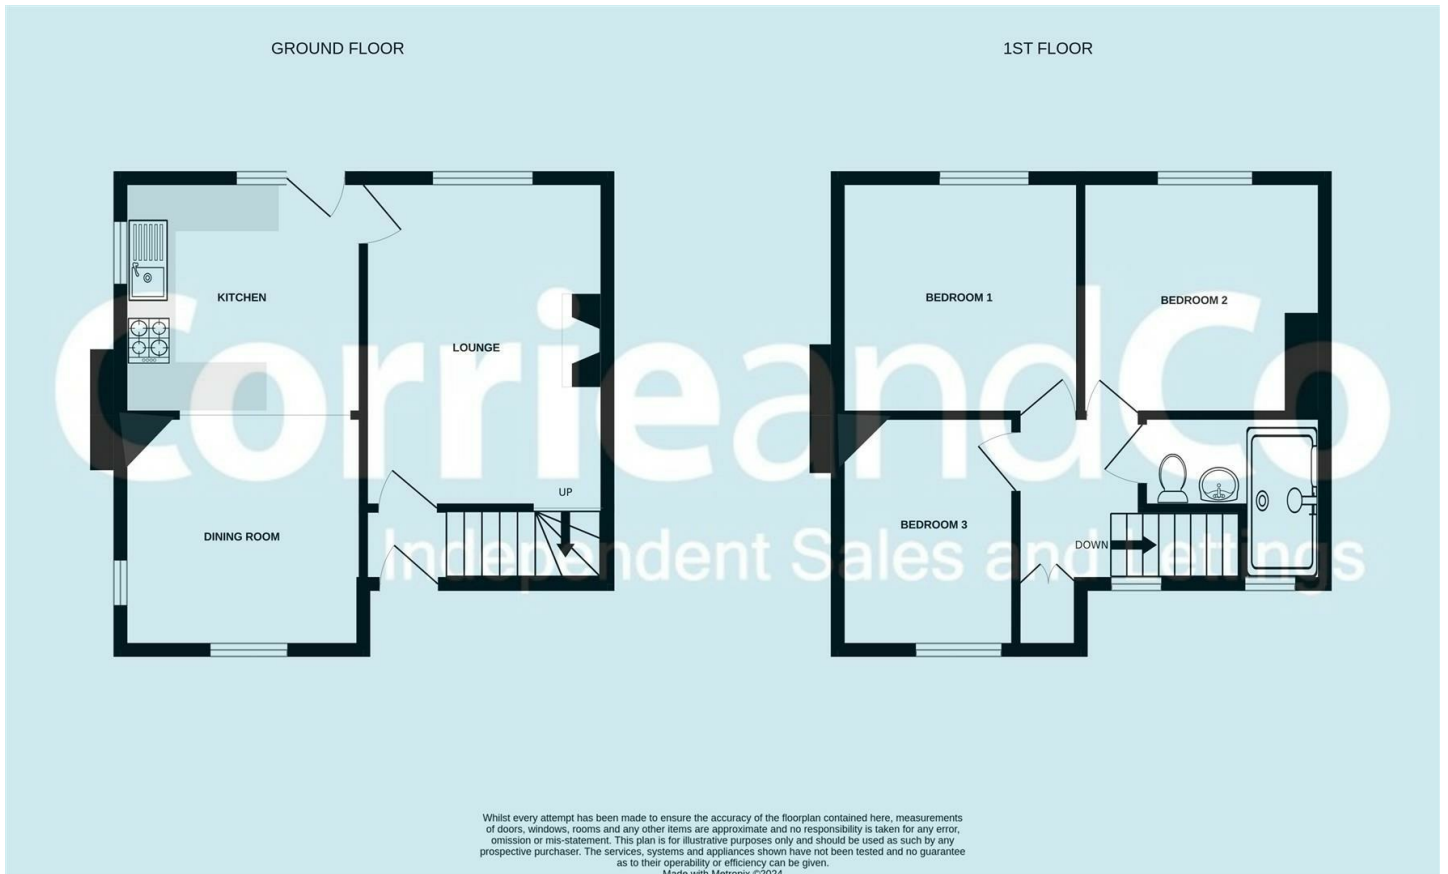 GROUND FLOOR
1ST FLOOR
KITCHEN
LOUNGE
DINING ROOM
UP
BEDROOM 1
BEDROOM 2
BEDROOM 3
DOWN
CorrieandCo
Independent Sales and Lettings
Whilst every attempt has been made to ensure the accuracy of the floorplan contained here, measurements
of doors, windows, rooms and any other items are approximate and no responsibility is taken for any error,
omission or mis-statement. This plan is for illustrative purposes only and should be used as such by any
prospective purchaser. The services, systems and appliances shown have not been tested and no guarantee
as to their operability or efficiency can be given.
Made with Metropix ©2024